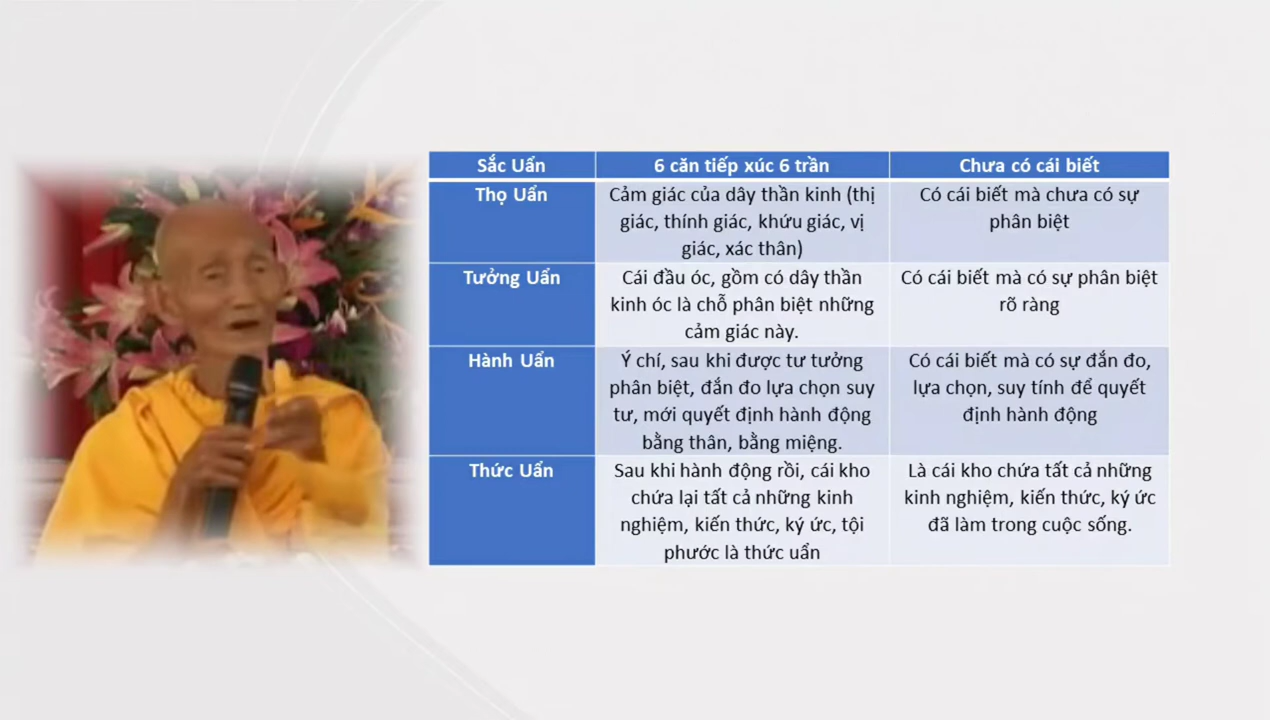 Sắc Uẩn
6 căn tiếp xúc 6 trần
Chưa có cái biết
Thọ Uẩn
Cảm giác của dây thần kinh (thị
giác, thính giác, khứu giác, vị
giác, xác thân)
Có cái biết mà chưa có sự
phân biệt
Tưởng Uẩn
Cái đầu óc, gồm có dây thần
kinh óc là chỗ phân biệt những
cảm giác này.
Có cái biết mà có sự phân biệt
rõ ràng
Hành Uẩn
Ý chí, sau khi được tư tưởng
phân biệt, đắn đo lựa chọn suy
tư, mới quyết định hành động
bằng thân, bằng miệng.
Có cái biết mà có sự đắn đo,
lựa chọn, suy tính để quyết
định hành động
Thức Uẩn
Sau khi hành động rồi, cái kho
chứa lại tất cả những kinh
nghiệm, kiến thức, ký ức, tội
phước là thức uẩn
Là cái kho chứa tất cả những
kinh nghiệm, kiến thức, ký ức
đã làm trong cuộc sống.